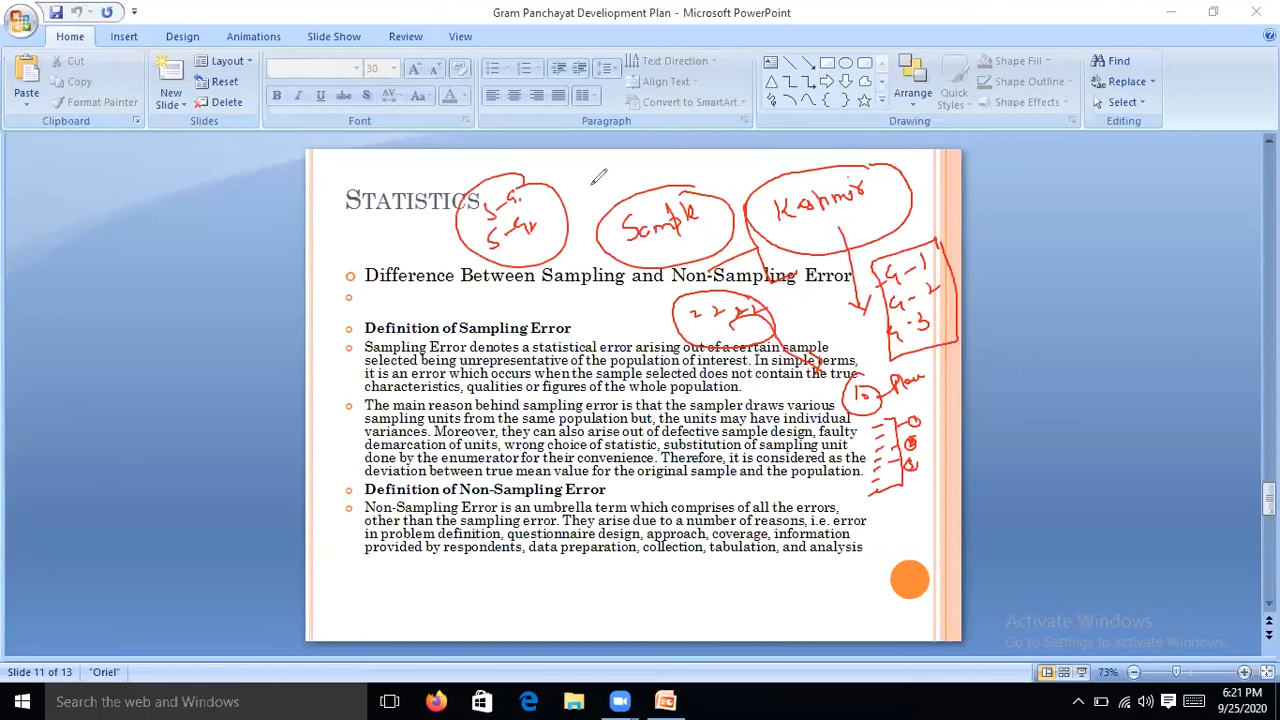 Gram Panchayat Develiopment Plan - Microsoft PowerPoint
Home Insert Design Animations Slide Show Review View
Cut
Copy
Format Painter
Paste
Clipboard
New
Slide
Layout
Reset
Delete
Slides
30
B I U abc S AV Aa A
Font
Text Direction
Align Text
Convert to SmartArt
Paragraph
Arrange
Quick
Styles
Shape Fill
Shape Outline
Shape Effects
Drawing
Find
Replace
Select
Editing
STATISTICS
Sample
Kashmir
Difference Between Sampling and Non-Sampling Error
G-1
G-2
G-3
Definition of Sampling Error
Sampling Error denotes a statistical error arising out of a certain sample
selected being unrepresentative of the population of interest. In simple terms,
it is an error which occurs when the sample selected does not contain the true
characteristics, qualities or figures of the whole population.
10
The main reason behind sampling error is that the sampler draws various
sampling units from the same population but, the units may have individual
variances. Moreover, they can also arise out of defective sample design, faulty
demarcation of units, wrong choice of statistic, substitution of sampling unit
done by the enumerator for their convenience. Therefore, it is considered as the
deviation between true mean value for the original sample and the population.
Definition of Non-Sampling Error
Non-Sampling Error is an umbrella term which comprises of all the errors,
other than the sampling error. They arise due to a number of reasons, i.e. error
in problem definition, questionnaire design, approach, coverage, information
provided by respondents, data preparation, collection, tabulation, and analysis
Activate Windows
Go to Settings to activate Windows.
Slide 11 of 13 "Oriel" 73%
Search the web and Windows
6:21 PM
9/25/2020